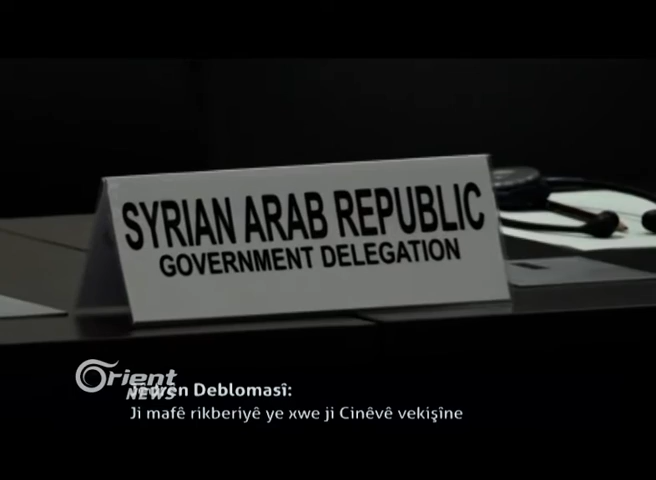 SYRIAN ARAB REPUBLIC
GOVERNMENT DELEGATION
Orient
NEWS
Deblomasî:
Ji mafê rikberiyê ye xwe ji Cinêvê vekişîne